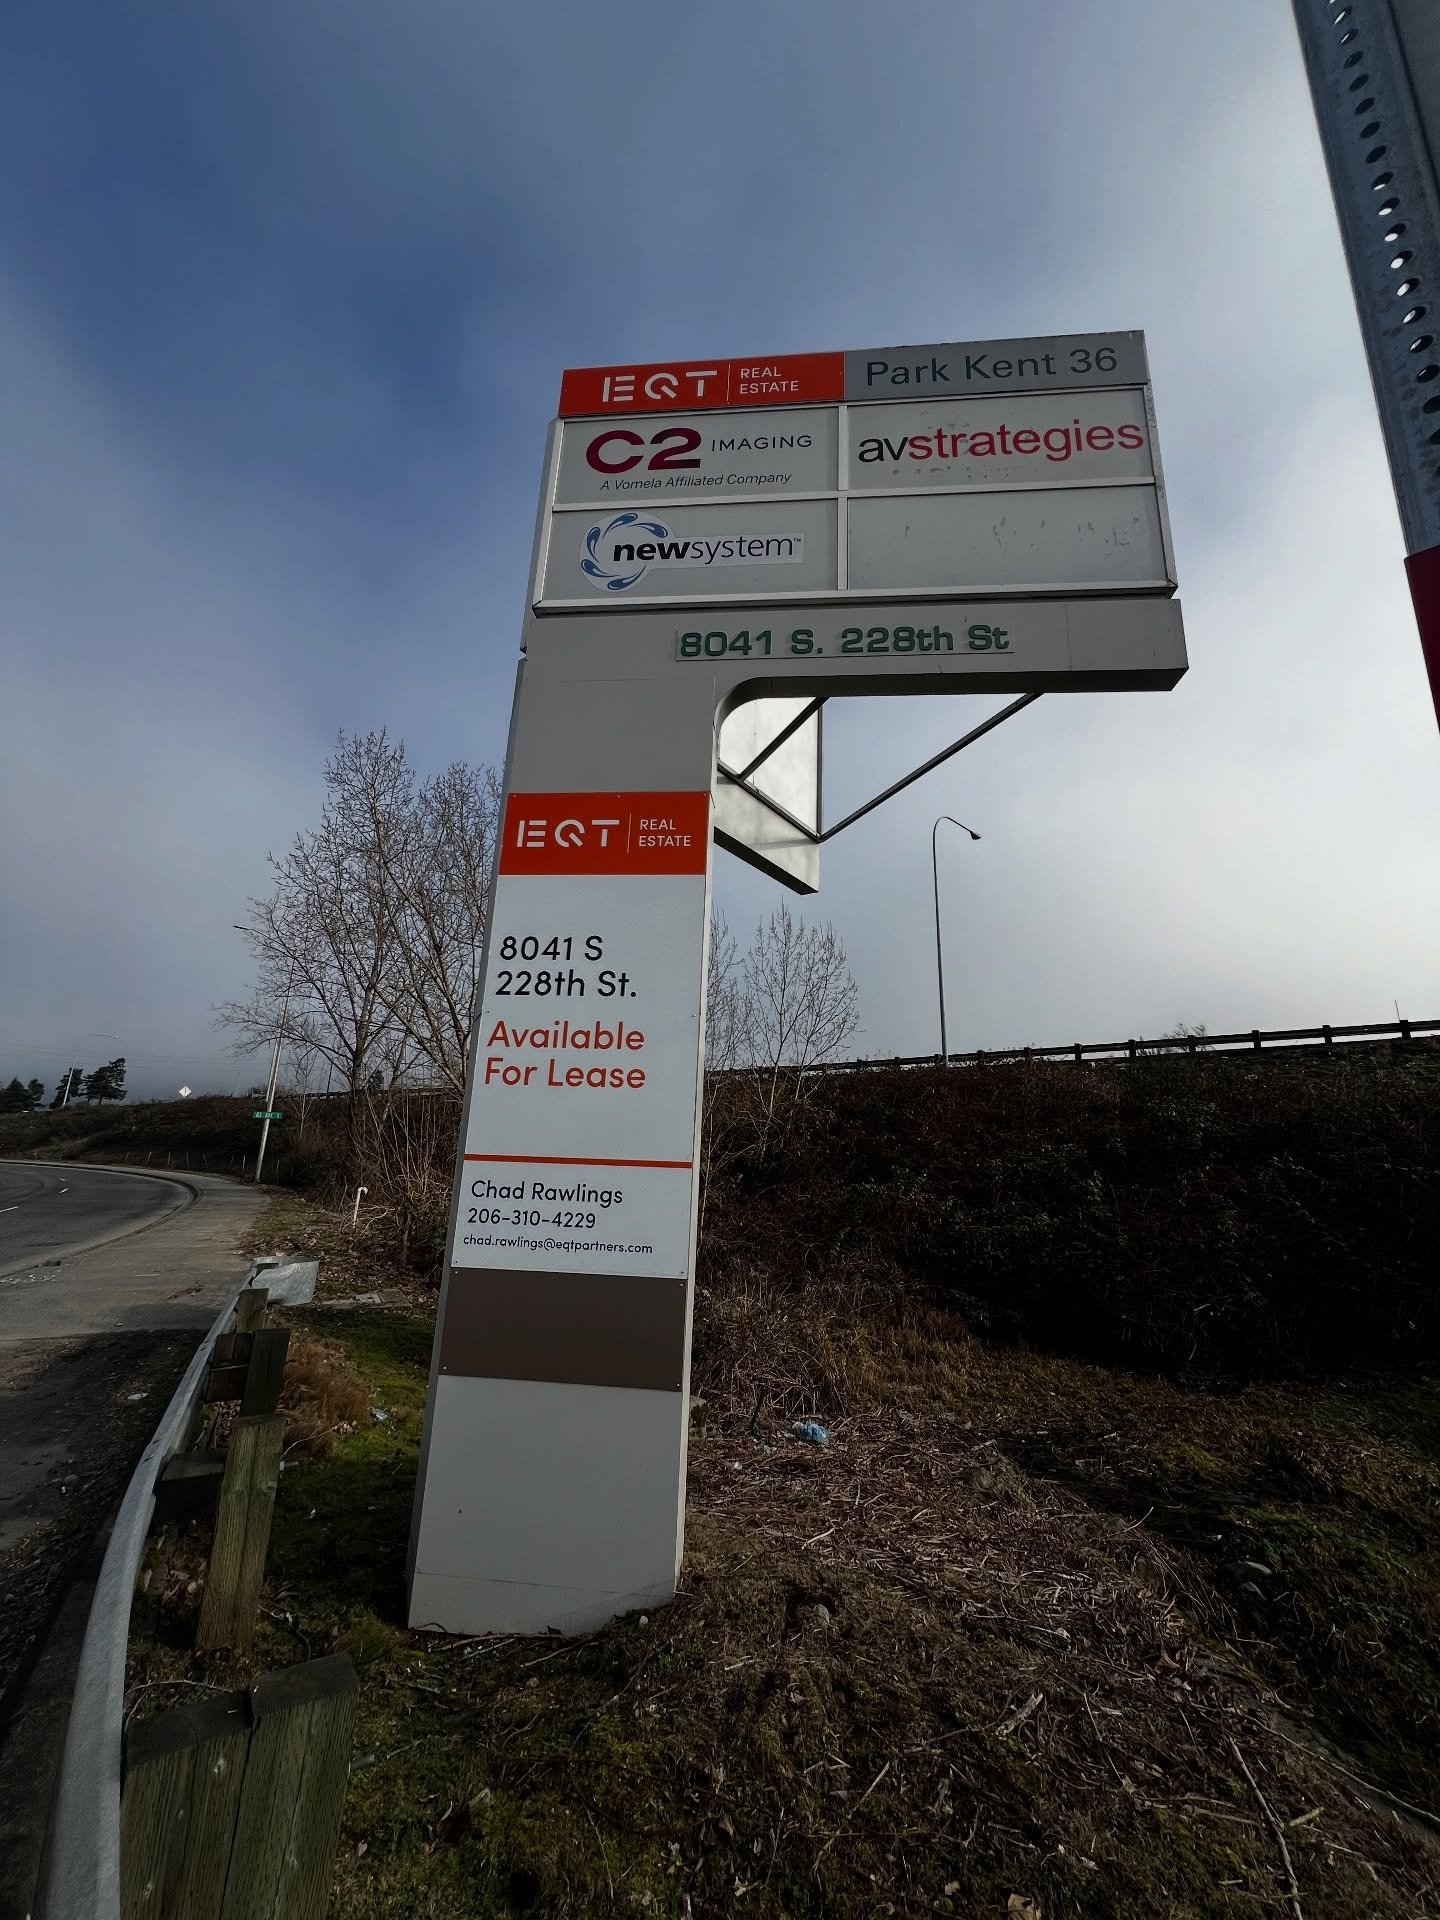 EQT REAL ESTATE Park Kent 36
C2 IMAGING
A Vomela Affiliated Company
avstrategies
newsystem™
8041 S. 228th St
EQT REAL ESTATE
8041 S
228th St.
Available
For Lease
Chad Rawlings
206-310-4229
chad.rawlings@eqtpartners.com